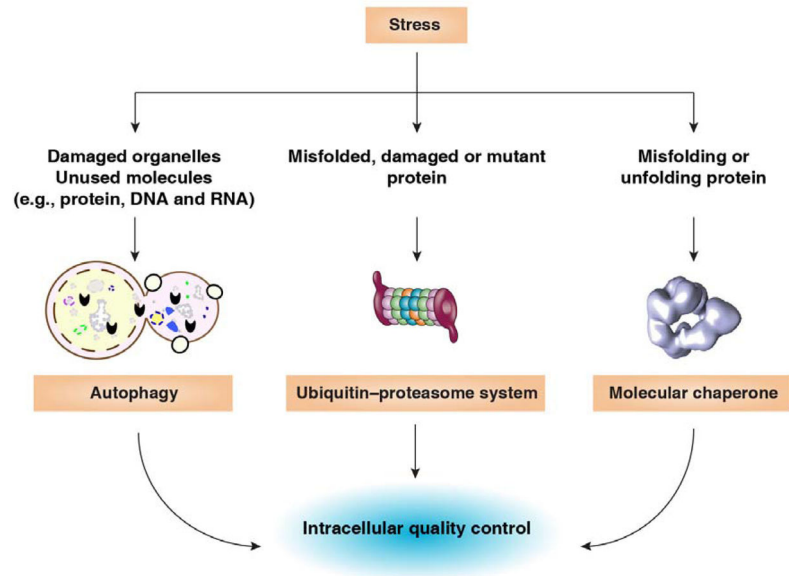 Stress
Damaged organelles
Unused molecules
(e.g., protein, DNA and RNA)
Misfolded, damaged or mutant
protein
Misfolding or
unfolding protein
Autophagy
Ubiquitin–proteasome system
Molecular chaperone
Intracellular quality control